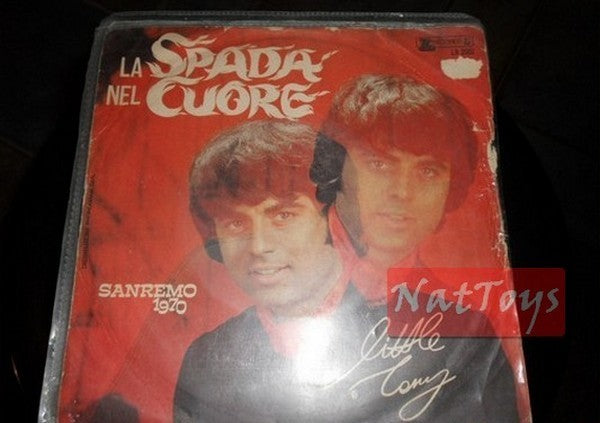 LA SPADA
NEL CUORE
SANREMO
1970
little
Tony
NatToys